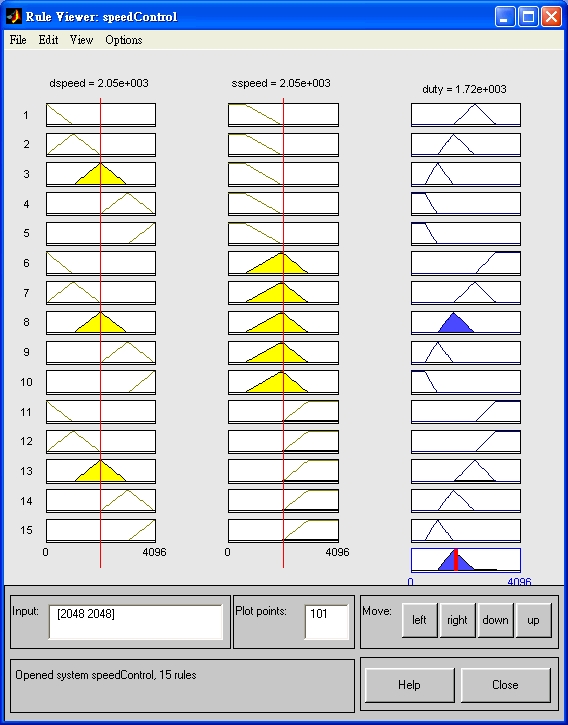 Rule Viewer: speedControl
File Edit View Options
dspeed = 2.05e+003 sspeed = 2.05e+003 duty = 1.72e+003
1
2
3
4
5
6
7
8
9
10
11
12
13
14
15
0 4096 0 4096
0 4096
Input: [2048 2048] Plot points: 101 Move: left right down up
Opened system speedControl, 15 rules Help Close